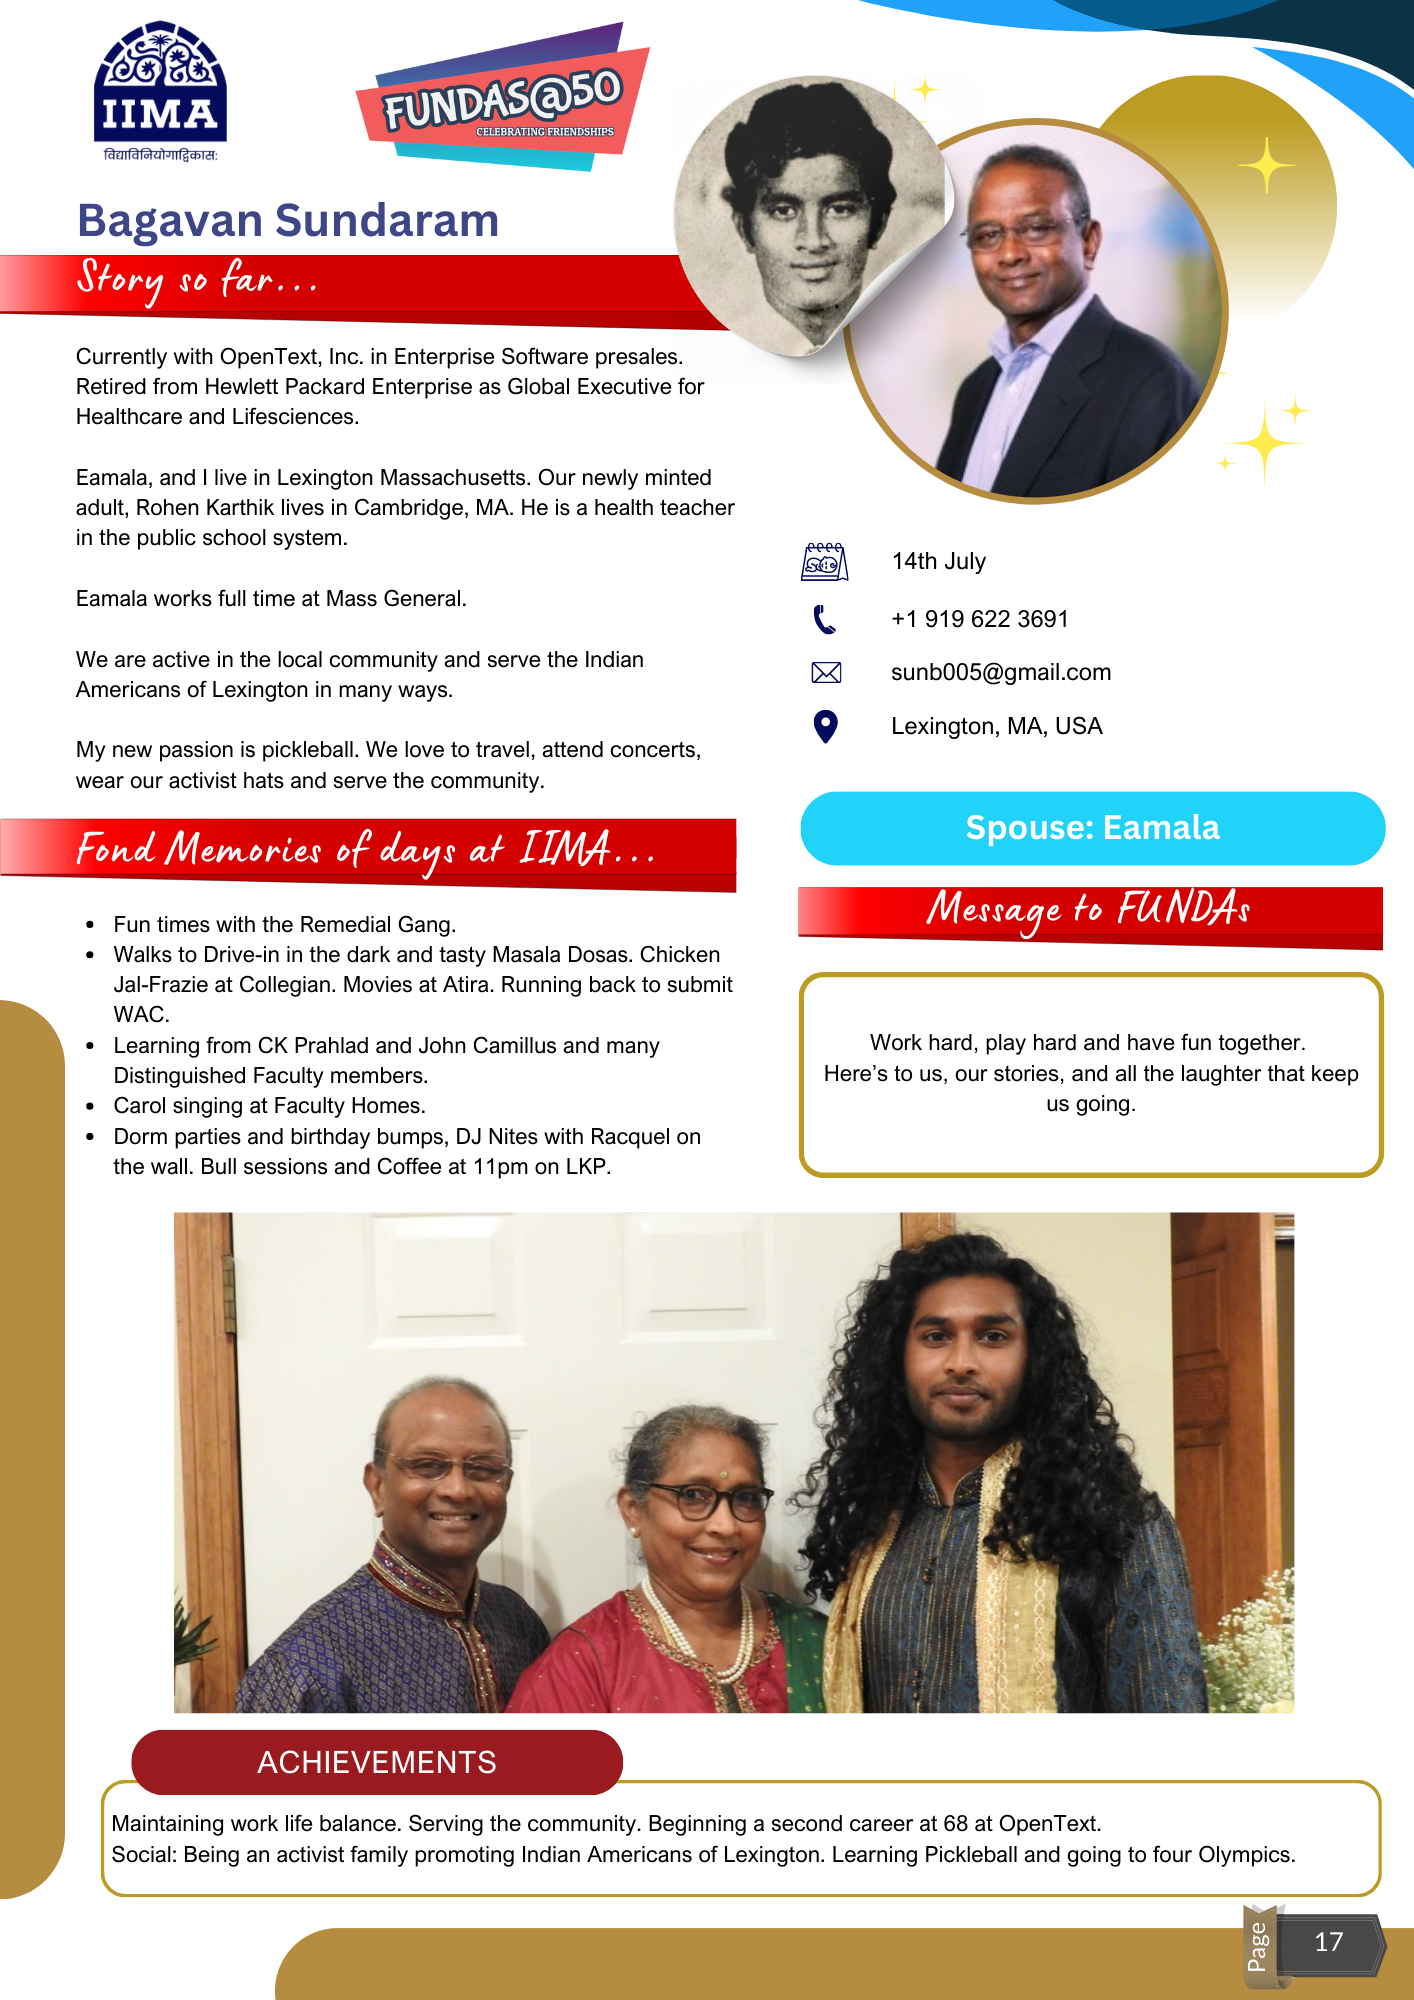 IIMA
विद्याविनियोगाद्विकास:
FUNDAS@50
CELEBRATING FRIENDSHIPS
Bagavan Sundaram
Story so far...
Currently with OpenText, Inc. in Enterprise Software presales.
Retired from Hewlett Packard Enterprise as Global Executive for
Healthcare and Lifesciences.
Eamala, and I live in Lexington Massachusetts. Our newly minted
adult, Rohen Karthik lives in Cambridge, MA. He is a health teacher
in the public school system.
Eamala works full time at Mass General.
We are active in the local community and serve the Indian
Americans of Lexington in many ways.
My new passion is pickleball. We love to travel, attend concerts,
wear our activist hats and serve the community.
14th July
+1 919 622 3691
sunb005@gmail.com
Lexington, MA, USA
Spouse: Eamala
Fond Memories of days at IIMA...
Fun times with the Remedial Gang.
Walks to Drive-in in the dark and tasty Masala Dosas. Chicken
Jal-Frazie at Collegian. Movies at Atira. Running back to submit
WAC.
Learning from CK Prahlad and John Camillus and many
Distinguished Faculty members.
Carol singing at Faculty Homes.
Dorm parties and birthday bumps, DJ Nites with Racquel on
the wall. Bull sessions and Coffee at 11pm on LKP.
Message to FUNDAs
Work hard, play hard and have fun together.
Here’s to us, our stories, and all the laughter that keep
us going.
ACHIEVEMENTS
Maintaining work life balance. Serving the community. Beginning a second career at 68 at OpenText.
Social: Being an activist family promoting Indian Americans of Lexington. Learning Pickleball and going to four Olympics.
Page
17